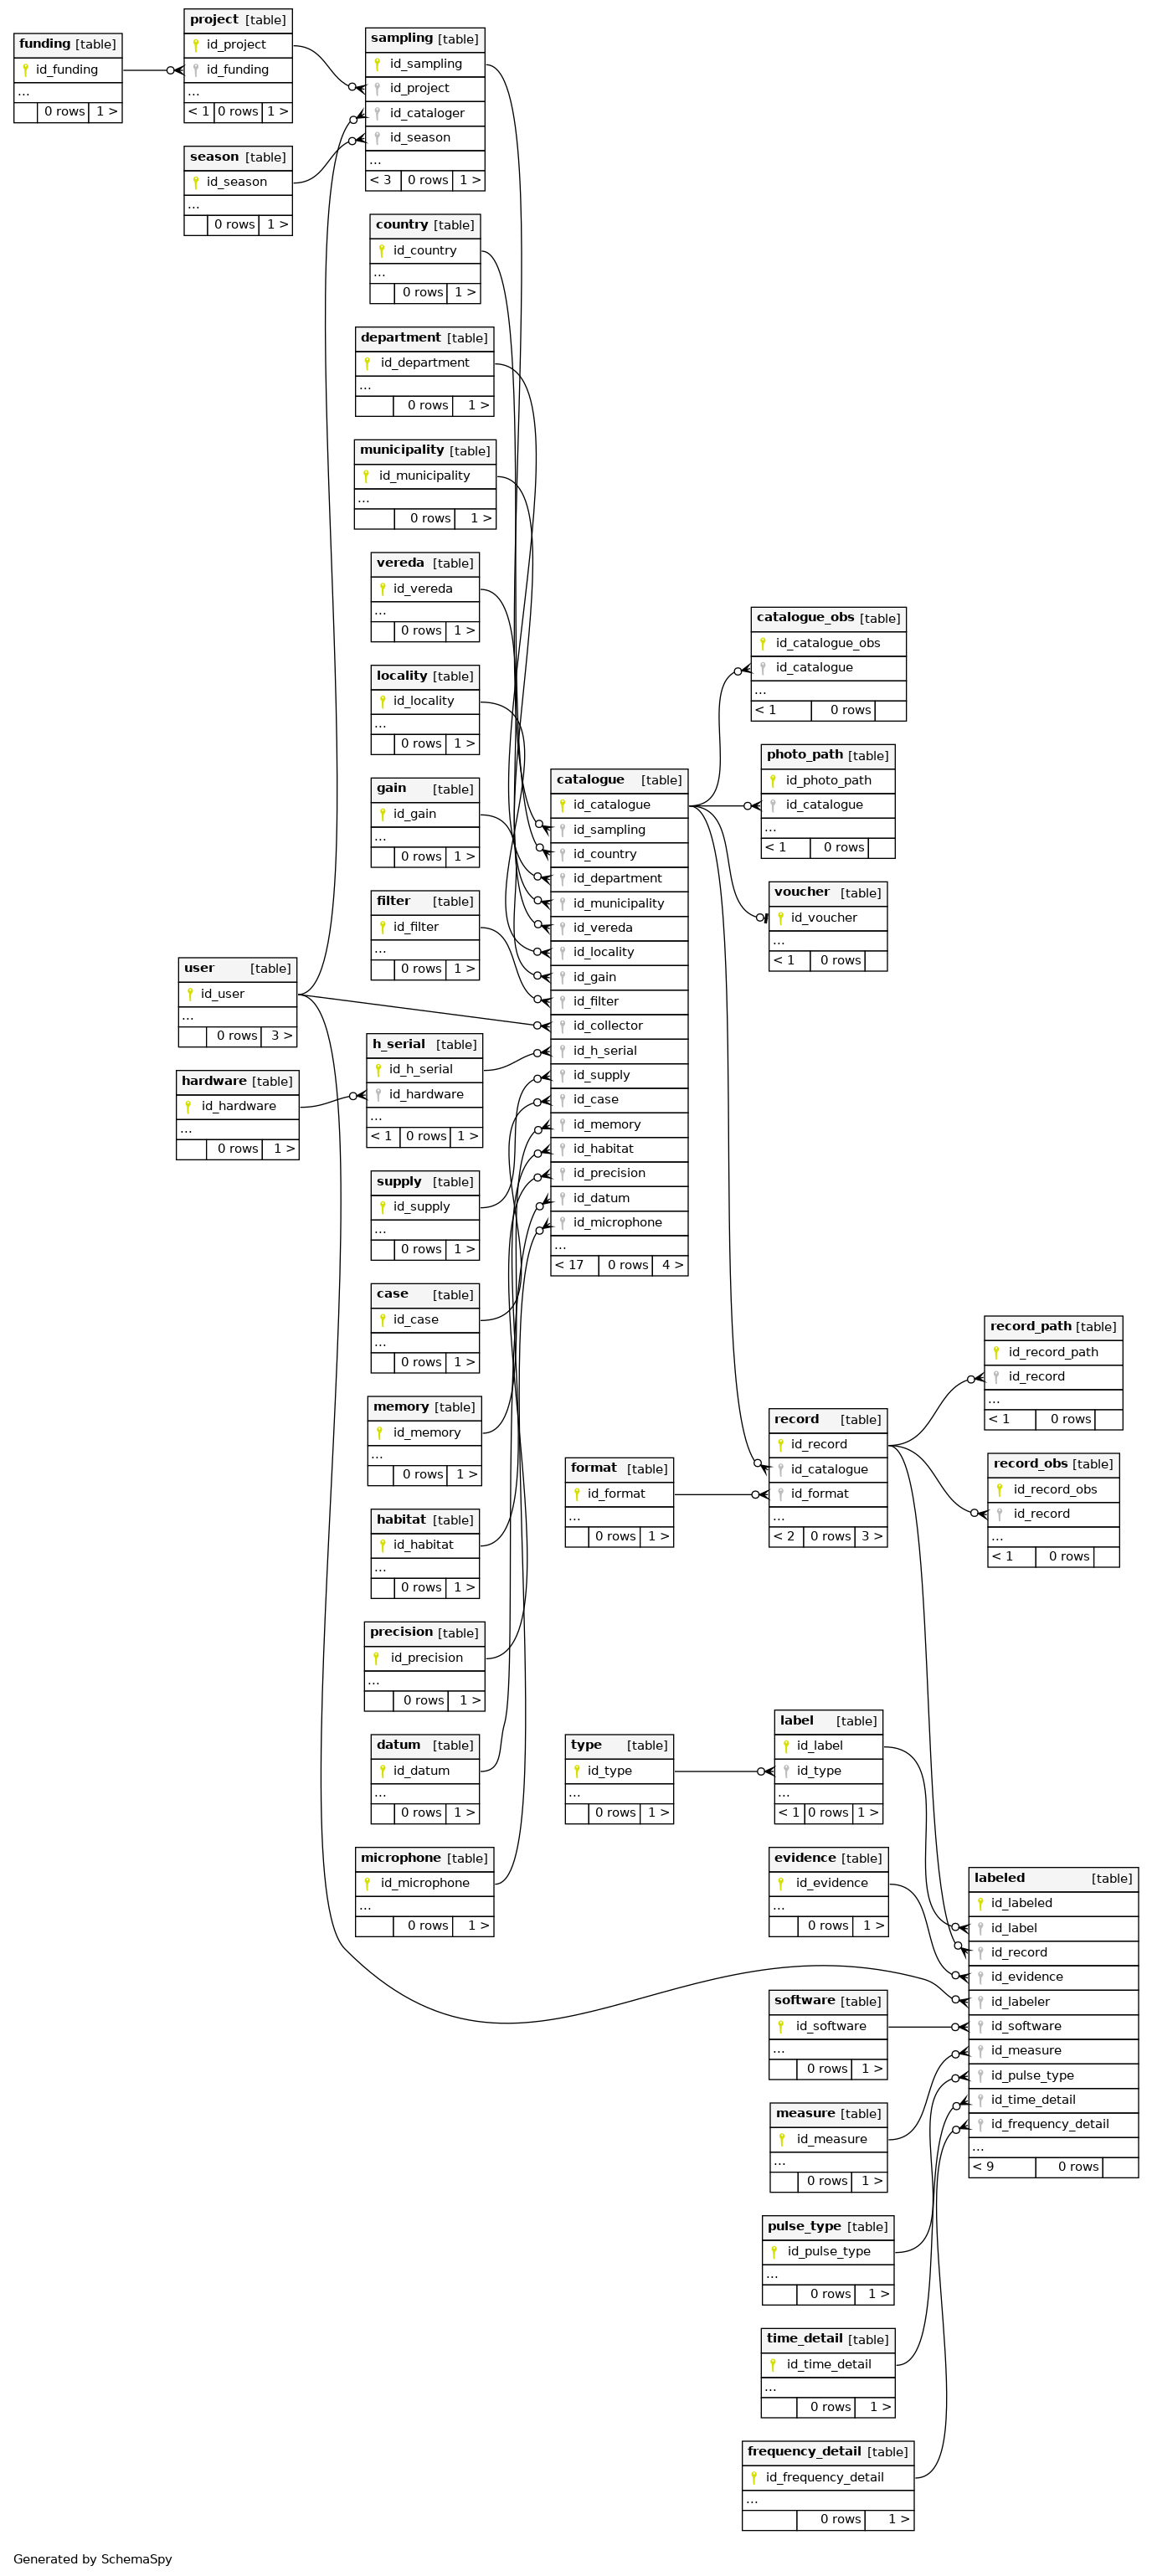 funding [table]
id_funding
...
0 rows 1 >
project [table]
id_project
id_funding
...
< 1 0 rows 1 >
season [table]
id_season
...
0 rows 1 >
sampling [table]
id_sampling
id_project
id_cataloger
id_season
...
< 3 0 rows 1 >
country [table]
id_country
...
0 rows 1 >
department [table]
id_department
...
0 rows 1 >
municipality [table]
id_municipality
...
0 rows 1 >
vereda [table]
id_vereda
...
0 rows 1 >
locality [table]
id_locality
...
0 rows 1 >
gain [table]
id_gain
...
0 rows 1 >
filter [table]
id_filter
...
0 rows 1 >
user [table]
id_user
...
0 rows 3 >
hardware [table]
id_hardware
...
0 rows 1 >
h_serial [table]
id_h_serial
id_hardware
...
< 1 0 rows 1 >
supply [table]
id_supply
...
0 rows 1 >
case [table]
id_case
...
0 rows 1 >
memory [table]
id_memory
...
0 rows 1 >
habitat [table]
id_habitat
...
0 rows 1 >
precision [table]
id_precision
...
0 rows 1 >
datum [table]
id_datum
...
0 rows 1 >
microphone [table]
id_microphone
...
0 rows 1 >
catalogue [table]
id_catalogue
id_sampling
id_country
id_department
id_municipality
id_vereda
id_locality
id_gain
id_filter
id_collector
id_h_serial
id_supply
id_case
id_memory
id_habitat
id_precision
id_datum
id_microphone
...
< 17 0 rows 4 >
catalogue_obs [table]
id_catalogue_obs
id_catalogue
...
< 1 0 rows
photo_path [table]
id_photo_path
id_catalogue
...
< 1 0 rows
voucher [table]
id_voucher
...
< 1 0 rows
format [table]
id_format
...
0 rows 1 >
record [table]
id_record
id_catalogue
id_format
...
< 2 0 rows 3 >
record_path [table]
id_record_path
id_record
...
< 1 0 rows
record_obs [table]
id_record_obs
id_record
...
< 1 0 rows
type [table]
id_type
...
0 rows 1 >
label [table]
id_label
id_type
...
< 1 0 rows 1 >
evidence [table]
id_evidence
...
0 rows 1 >
software [table]
id_software
...
0 rows 1 >
measure [table]
id_measure
...
0 rows 1 >
pulse_type [table]
id_pulse_type
...
0 rows 1 >
time_detail [table]
id_time_detail
...
0 rows 1 >
frequency_detail [table]
id_frequency_detail
...
0 rows 1 >
labeled [table]
id_labeled
id_label
id_record
id_evidence
id_labeler
id_software
id_measure
id_pulse_type
id_time_detail
id_frequency_detail
...
< 9 0 rows
Generated by SchemaSpy